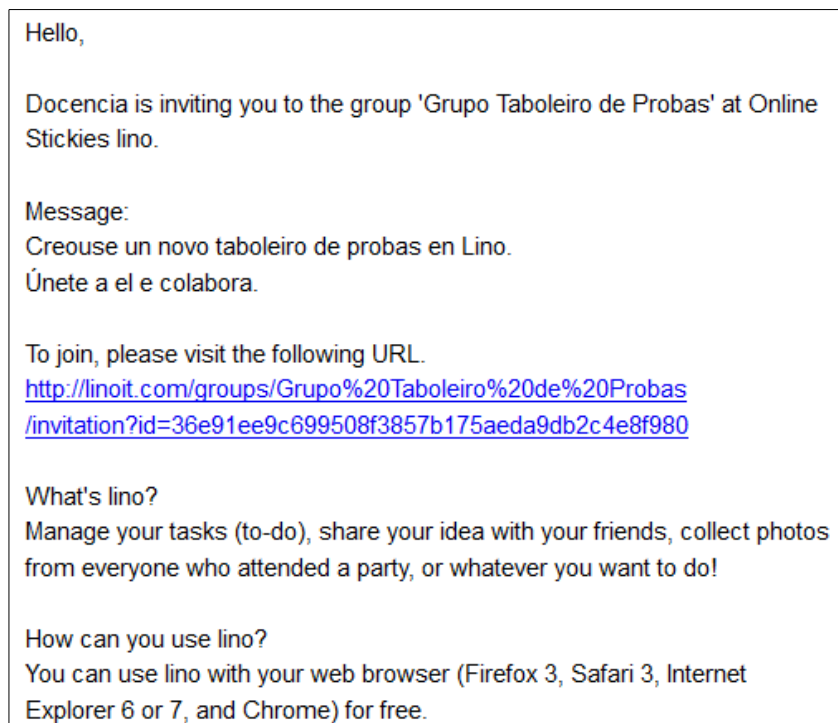 Hello,
Docencia is inviting you to the group 'Grupo Taboleiro de Probas' at Online
Stickies lino.
Message:
Creouse un novo taboleiro de probas en Lino.
Únete a el e colabora.
To join, please visit the following URL.
http://linoit.com/groups/Grupo%20Taboleiro%20de%20Probas
/invitation?id=36e91ee9c699508f3857b175aeda9db2c4e8f980
What's lino?
Manage your tasks (to-do), share your idea with your friends, collect photos
from everyone who attended a party, or whatever you want to do!
How can you use lino?
You can use lino with your web browser (Firefox 3, Safari 3, Internet
Explorer 6 or 7, and Chrome) for free.